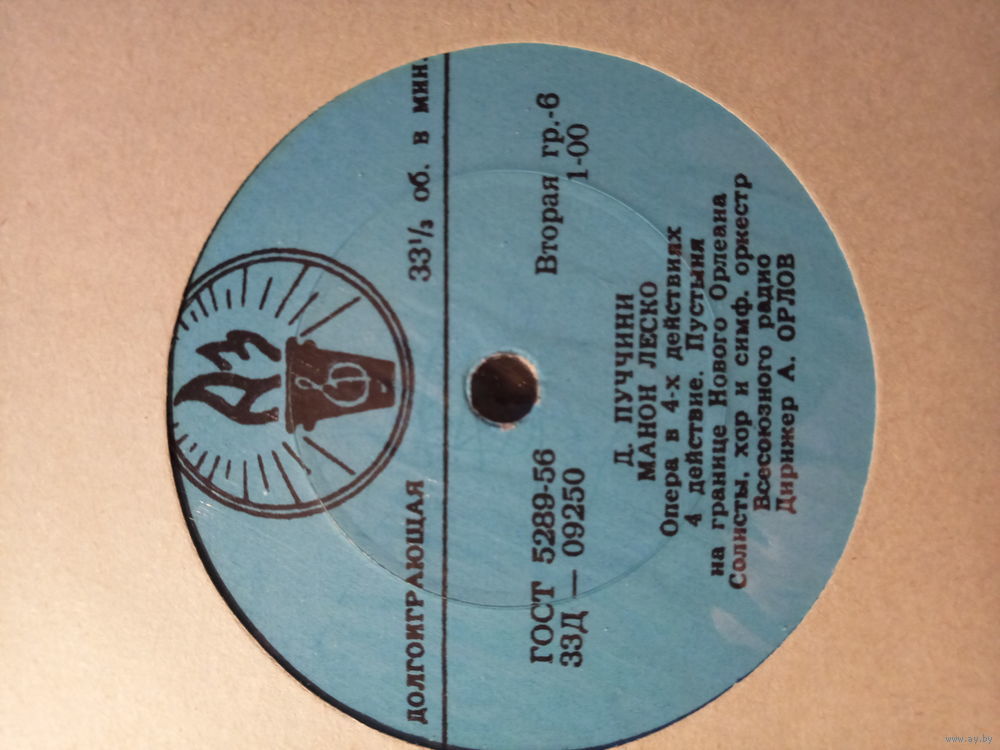 ДОЛГОИГРАЮЩАЯ 33⅓ об. в мин.
ГОСТ 5289-56 Вторая гр.-6
33Д — 09250 1-00
Д. ПУЧЧИНИ
МАНОН ЛЕСКО
Опера в 4-х действиях
4 действие. Пустыня
на границе Нового Орлеана
Солисты, хор и симф. оркестр
Всесоюзного радио
Дирижер А. ОРЛОВ
www.ay.by